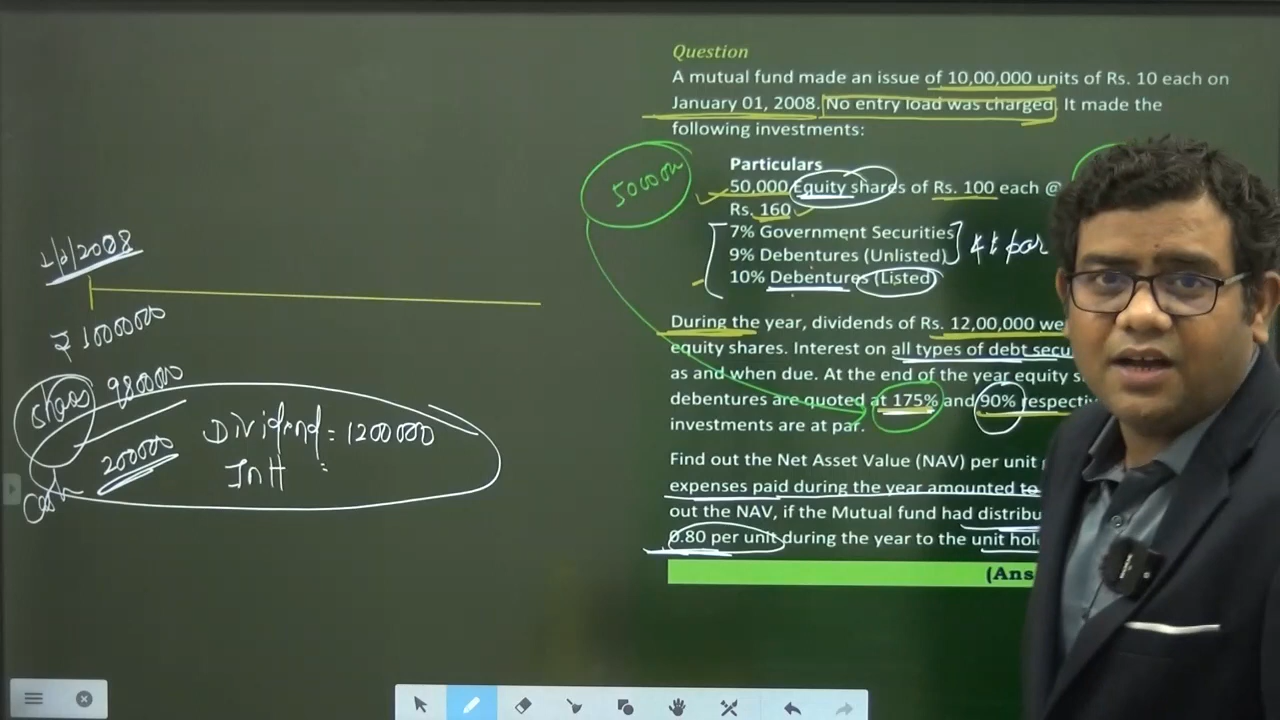 Question
A mutual fund made an issue of 10,00,000 units of Rs. 10 each on
January 01, 2008. No entry load was charged. It made the
following investments:
Particulars
50,000 Equity shares of Rs. 100 each @
Rs. 160
7% Government Securities
9% Debentures (Unlisted)
10% Debentures (Listed)
par
During the year, dividends of Rs. 12,00,000 we
equity shares. Interest on all types of debt secu
as and when due. At the end of the year equity s
debentures are quoted at 175% and 90% respectiv
investments are at par.
Find out the Net Asset Value (NAV) per unit
expenses paid during the year amounted to
out the NAV, if the Mutual fund had distribu
0.80 per unit during the year to the unit hol
(Ans
1/1/2008
₹ 10000000
shares 9800000
200000
Cash
Dividend = 1200000
Int =